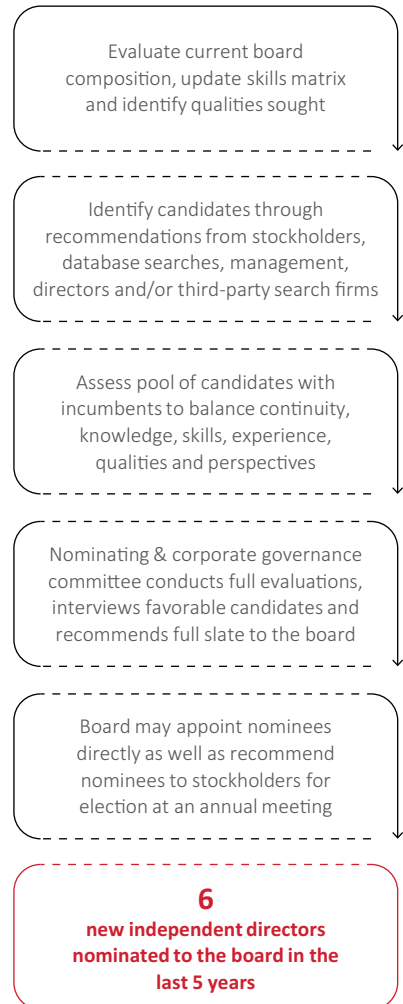 Evaluate current board
composition, update skills matrix
and identify qualities sought
Identify candidates through
recommendations from stockholders,
database searches, management,
directors and/or third-party search firms
Assess pool of candidates with
incumbents to balance continuity,
knowledge, skills, experience,
qualities and perspectives
Nominating & corporate governance
committee conducts full evaluations,
interviews favorable candidates and
recommends full slate to the board
Board may appoint nominees
directly as well as recommend
nominees to stockholders for
election at an annual meeting
6
new independent directors
nominated to the board in the
last 5 years